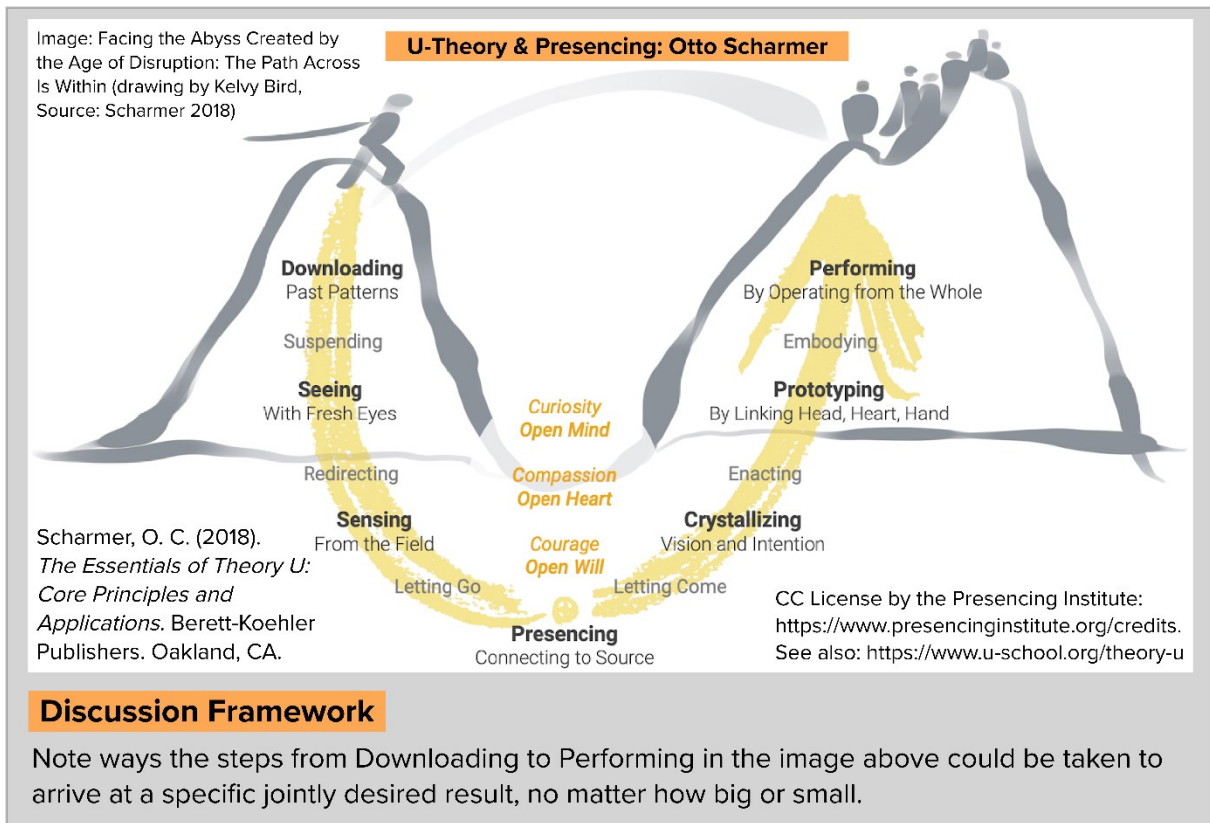 Image: Facing the Abyss Created by
the Age of Disruption: The Path Across
Is Within (drawing by Kelvy Bird,
Source: Scharmer 2018)
U-Theory & Presencing: Otto Scharmer
Downloading
Past Patterns
Suspending
Seeing
With Fresh Eyes
Redirecting
Sensing
From the Field
Letting Go
Curiosity
Open Mind
Compassion
Open Heart
Courage
Open Will
Presencing
Connecting to Source
Performing
By Operating from the Whole
Embodying
Prototyping
By Linking Head, Heart, Hand
Enacting
Crystallizing
Vision and Intention
Letting Come
Scharmer, O. C. (2018).
The Essentials of Theory U:
Core Principles and
Applications. Berett-Koehler
Publishers. Oakland, CA.
CC License by the Presencing Institute:
https://www.presencinginstitute.org/credits.
See also: https://www.u-school.org/theory-u
Discussion Framework
Note ways the steps from Downloading to Performing in the image above could be taken to
arrive at a specific jointly desired result, no matter how big or small.